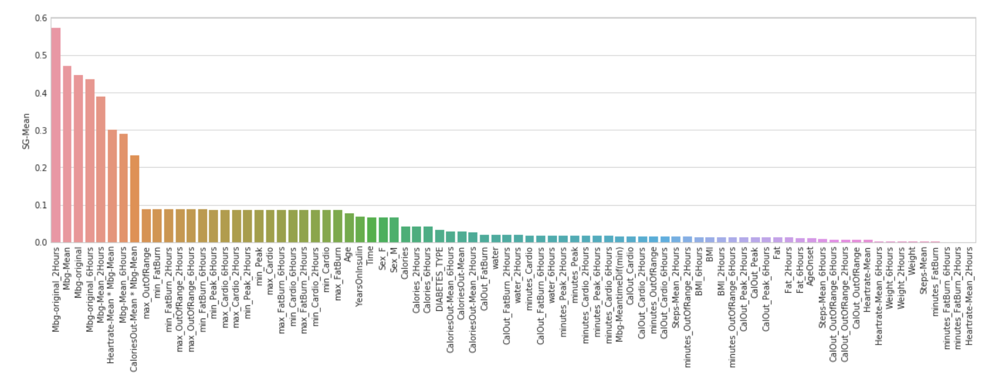 SG-Mean
0.6
0.5
0.4
0.3
0.2
0.1
0.0
Mbg-original_2Hours
Mbg-Mean
Mbg-original
Mbg-original_6Hours
Mbg-Mean_2Hours
Heartrate-Mean * Mbg-Mean
Mbg-Mean_6Hours
CaloriesOut-Mean * Mbg-Mean
max_OutOfRange
min_FatBurn
min_FatBurn_2Hours
max_OutOfRange_2Hours
max_OutOfRange_6Hours
min_FatBurn_6Hours
min_Peak_6Hours
max_Cardio_6Hours
max_Cardio_2Hours
min_Peak_2Hours
min_Peak
max_Cardio
max_FatBurn_6Hours
min_Cardio_6Hours
max_FatBurn_2Hours
min_Cardio_2Hours
min_Cardio
max_FatBurn
Age
YearsOnInsulin
Time
Sex_F
Sex_M
Calories
Calories_2Hours
Calories_6Hours
DIABETES_TYPE
CaloriesOut-Mean_6Hours
CaloriesOut-Mean
CaloriesOut-Mean_2Hours
CalOut_FatBurn
water
CalOut_FatBurn_2Hours
water_2Hours
minutes_Cardio
CalOut_FatBurn_6Hours
water_6Hours
minutes_Peak_2Hours
minutes_Peak
minutes_Cardio_2Hours
minutes_Peak_6Hours
minutes_Cardio_6Hours
Mbg-MeantimeDif(min)
CalOut_Cardio
CalOut_Cardio_2Hours
minutes_OutOfRange
CalOut_Cardio_6Hours
Steps-Mean_2Hours
minutes_OutOfRange_2Hours
BMI_6Hours
BMI
BMI_2Hours
minutes_OutOfRange_6Hours
CalOut_Peak_2Hours
CalOut_Peak
CalOut_Peak_6Hours
Fat
Fat_2Hours
Fat_6Hours
AgeOnset
Steps-Mean_6Hours
CalOut_OutOfRange_6Hours
CalOut_OutOfRange_2Hours
CalOut_OutOfRange
Heartrate-Mean
Heartrate-Mean_6Hours
Weight_6Hours
Weight_2Hours
Weight
Steps-Mean
minutes_FatBurn
minutes_FatBurn_6Hours
minutes_FatBurn_2Hours
Heartrate-Mean_2Hours